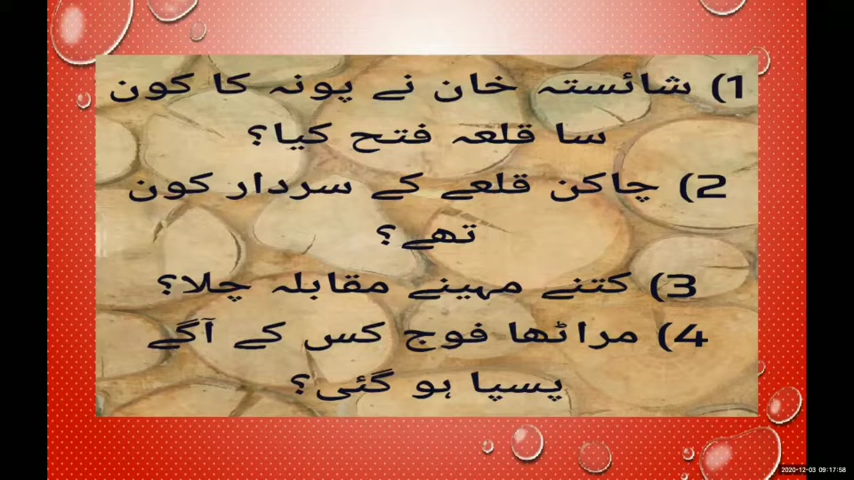 1) شائستہ خان نے پونہ کا کون
سا قلعہ فتح کیا؟
2) چاکن قلعے کے سردار کون
تھے؟
3) کتنے مہینے مقابلہ چلا؟
4) مراٹھا فوج کس کے آگے
پسپا ہو گئی؟
2020-12-03 09:17:58